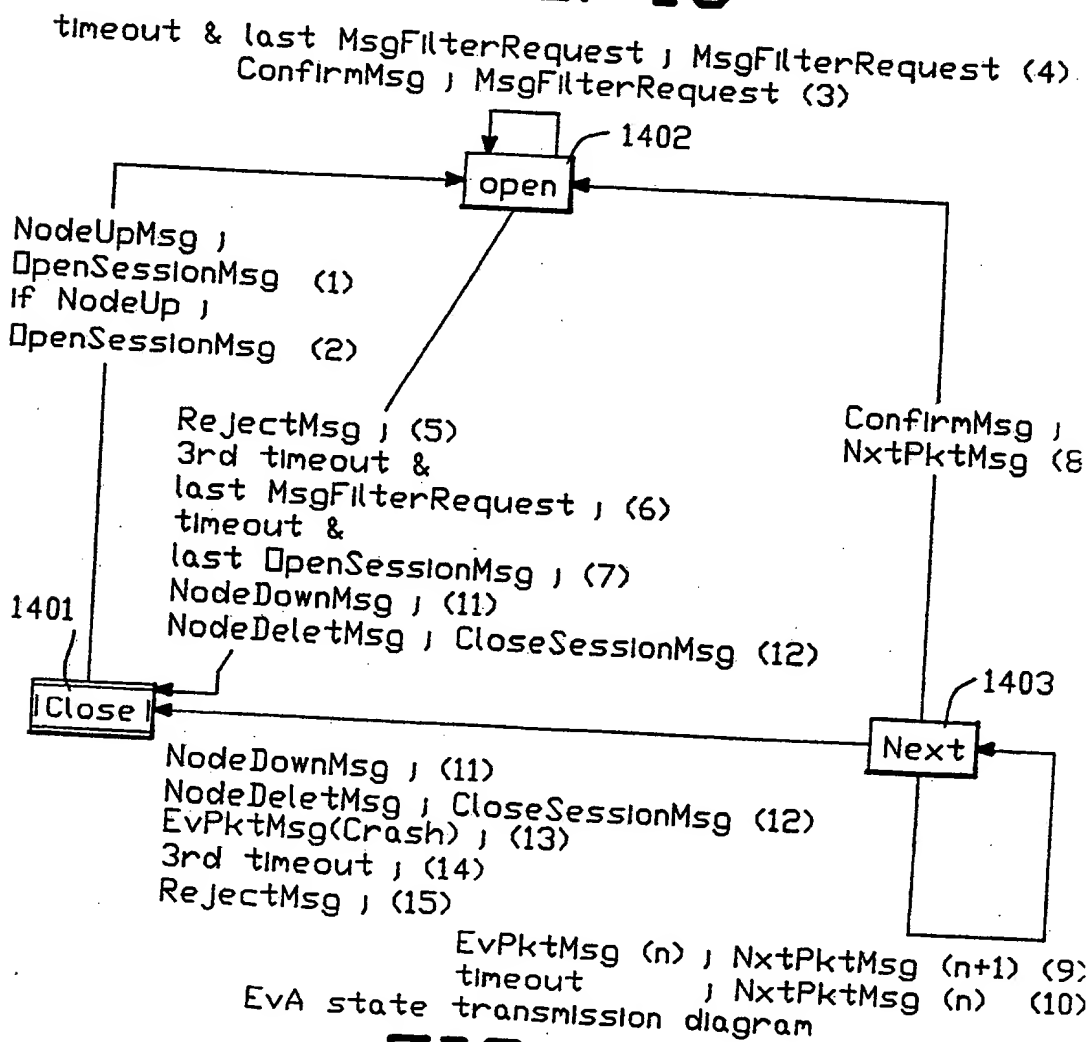 timeout & last MsgFilterRequest ; MsgFilterRequest (4)
ConfirmMsg ; MsgFilterRequest (3)
1402
open
NodeUpMsg ;
OpenSessionMsg (1)
If NodeUp ;
OpenSessionMsg (2)
RejectMsg ; (5)
3rd timeout &
last MsgFilterRequest ; (6)
timeout &
last OpenSessionMsg ; (7)
NodeDownMsg ; (11)
NodeDeletMsg ; CloseSessionMsg (12)
ConfirmMsg ;
NxtPktMsg (8
1401
Close
1403
Next
NodeDownMsg ; (11)
NodeDeletMsg ; CloseSessionMsg (12)
EvPktMsg(Crash) ; (13)
3rd timeout ; (14)
RejectMsg ; (15)
EvPktMsg (n) ; NxtPktMsg (n+1) (9)
timeout ; NxtPktMsg (n) (10)
EvA state transmission diagram